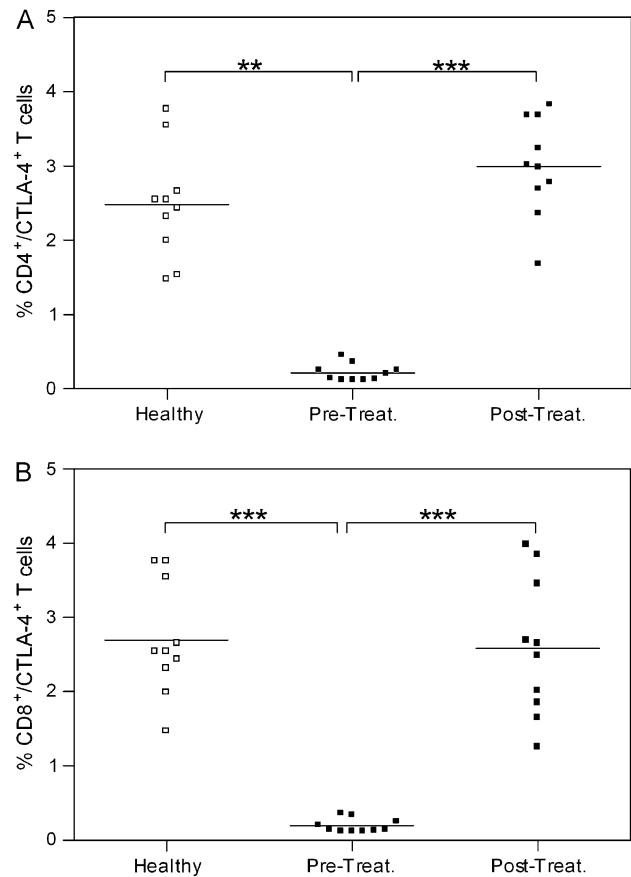 A
5
4
3
2
1
0
% CD4⁺/CTLA-4⁺ T cells
**
***
Healthy
Pre-Treat.
Post-Treat.
B
5
4
3
2
1
0
% CD8⁺/CTLA-4⁺ T cells
***
***
Healthy
Pre-Treat.
Post-Treat.